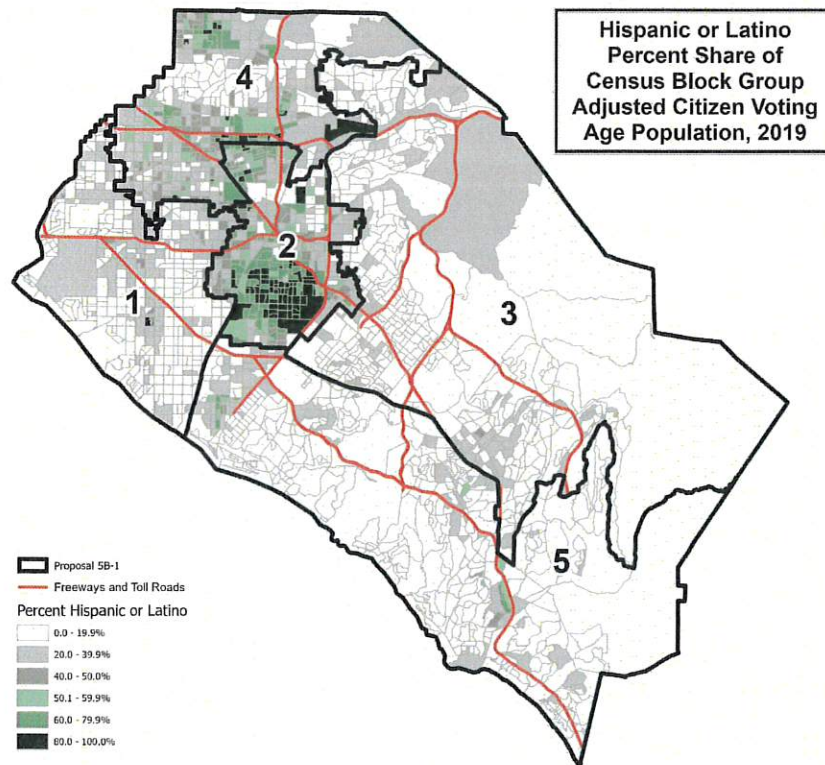 Hispanic or Latino
Percent Share of
Census Block Group
Adjusted Citizen Voting
Age Population, 2019
4
2
1
3
5
Proposal 5B-1
Freeways and Toll Roads
Percent Hispanic or Latino
0.0 - 19.9%
20.0 - 39.9%
40.0 - 50.0%
50.1 - 59.9%
60.0 - 79.9%
80.0 - 100.0%